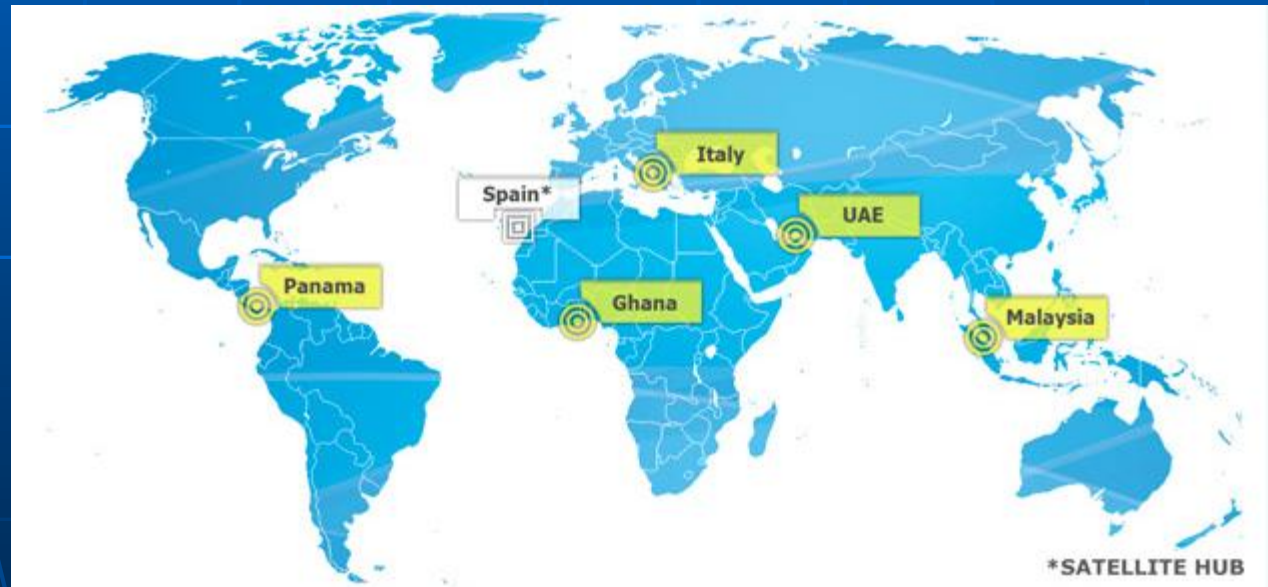 Italy
Spain*
UAE
Panama
Ghana
Malaysia
*SATELLITE HUB